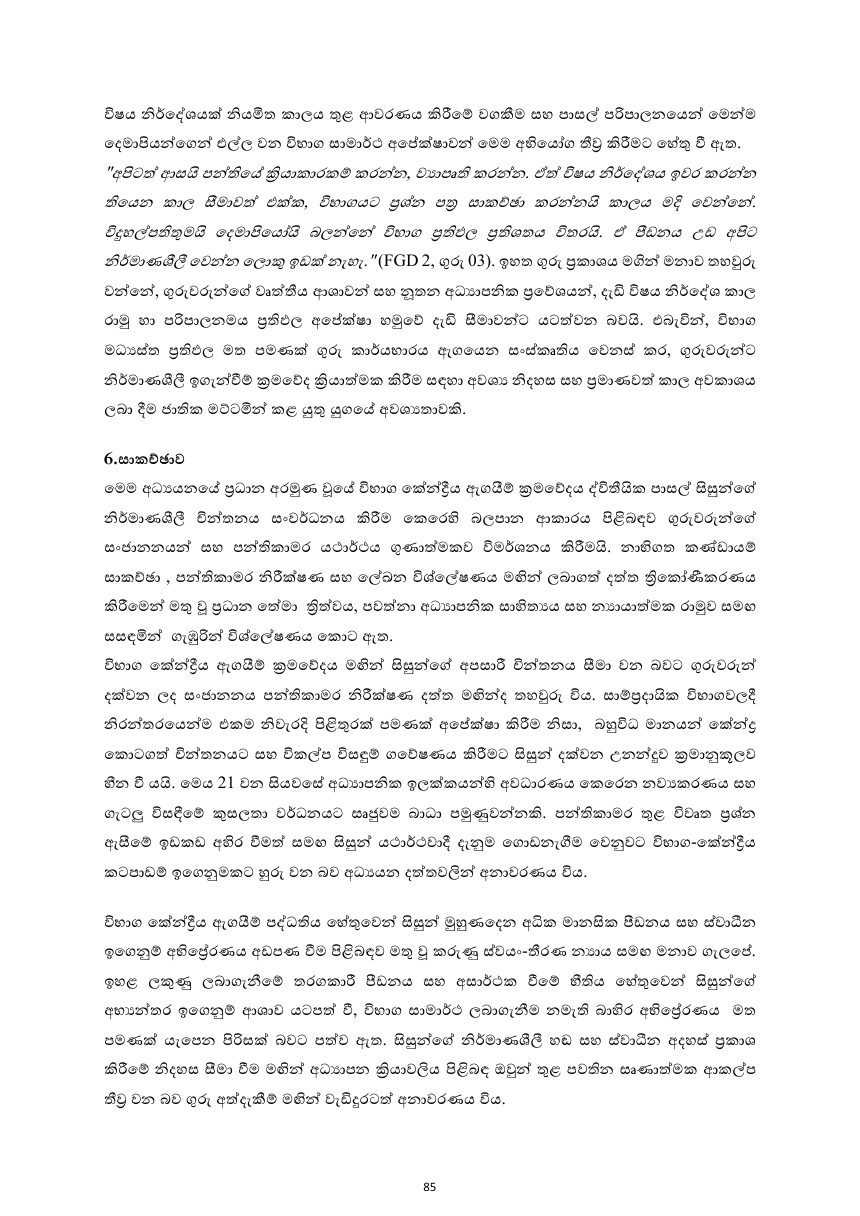 විෂය නිර්දේශයක් නියමිත කාලය තුළ ආවරණය කිරීමේ වගකීම සහ පාසල් පරිපාලනයෙන් මෙන්ම
දෙමාපියන්ගෙන් එල්ල වන විභාග සාමාර්ථ අපේක්ෂාවන් මෙම අභියෝග තීව්‍ර කිරීමට හේතු වී ඇත.
"අපිටත් ආසයි පන්තියේ ක්‍රියාකාරකම් කරන්න, ව්‍යාපෘති කරන්න. ඒත් විෂය නිර්දේශය ඉවර කරන්න
තියෙන කාල සීමාවත් එක්ක, විභාගයට ප්‍රශ්න පත්‍ර සාකච්ඡා කරන්නයි කාලය මදි වෙන්නේ.
විදුහල්පතිතුමයි දෙමාපියෝයි බලන්නේ විභාග ප්‍රතිඵල ප්‍රතිශතය විතරයි. ඒ පීඩනය උඩ අපිට
නිර්මාණශීලී වෙන්න ලොකු ඉඩක් නැහැ." (FGD 2, ගුරු 03). ඉහත ගුරු ප්‍රකාශය මගින් මනාව තහවුරු
වන්නේ, ගුරුවරුන්ගේ වෘත්තීය ආශාවන් සහ නූතන අධ්‍යාපනික ප්‍රවේශයන්, දැඩි විෂය නිර්දේශ කාල
රාමු හා පරිපාලනමය ප්‍රතිඵල අපේක්ෂා හමුවේ දැඩි සීමාවන්ට යටත්වන බවයි. එබැවින්, විභාග
මධ්‍යස්ත ප්‍රතිඵල මත පමණක් ගුරු කාර්යභාරය ඇගයෙන සංස්කෘතිය වෙනස් කර, ගුරුවරුන්ට
නිර්මාණශීලී ඉගැන්වීම් ක්‍රමවේද ක්‍රියාත්මක කිරීම සඳහා අවශ්‍ය නිදහස සහ ප්‍රමාණවත් කාල අවකාශය
ලබා දීම ජාතික මට්ටමින් කළ යුතු යුගයේ අවශ්‍යතාවකි.
6.සාකච්ඡාව
මෙම අධ්‍යයනයේ ප්‍රධාන අරමුණ වූයේ විභාග කේන්ද්‍රීය ඇගයීම් ක්‍රමවේදය ද්විතීයික පාසල් සිසුන්ගේ
නිර්මාණශීලී චින්තනය සංවර්ධනය කිරීම කෙරෙහි බලපාන ආකාරය පිළිබඳව ගුරුවරුන්ගේ
සංජානනයන් සහ පන්තිකාමර යථාර්ථය ගුණාත්මකව විමර්ශනය කිරීමයි. නාභිගත කණ්ඩායම්
සාකච්ඡා , පන්තිකාමර නිරීක්ෂණ සහ ලේඛන විශ්ලේෂණය මඟින් ලබාගත් දත්ත ත්‍රිකෝණීකරණය
කිරීමෙන් මතු වූ ප්‍රධාන තේමා ත්‍රිත්වය, පවත්නා අධ්‍යාපනික සාහිත්‍යය සහ න්‍යායාත්මක රාමුව සමඟ
සසඳමින් ගැඹුරින් විශ්ලේෂණය කොට ඇත.
විභාග කේන්ද්‍රීය ඇගයීම් ක්‍රමවේදය මඟින් සිසුන්ගේ අපසාරී චින්තනය සීමා වන බවට ගුරුවරුන්
දක්වන ලද සංජානනය පන්තිකාමර නිරීක්ෂණ දත්ත මඟින්ද තහවුරු විය. සාම්ප්‍රදායික විභාගවලදී
නිරන්තරයෙන්ම එකම නිවැරදි පිළිතුරක් පමණක් අපේක්ෂා කිරීම නිසා, බහුවිධ මානයන් කේන්ද්‍ර
කොටගත් චින්තනයට සහ විකල්ප විසඳුම් ගවේෂණය කිරීමට සිසුන් දක්වන උනන්දුව ක්‍රමානුකූලව
හීන වී යයි. මෙය 21 වන සියවසේ අධ්‍යාපනික ඉලක්කයන්හි අවධාරණය කෙරෙන නව්‍යකරණය සහ
ගැටලු විසඳීමේ කුසලතා වර්ධනයට සෘජුවම බාධා පමුණුවන්නකි. පන්තිකාමර තුළ විවෘත ප්‍රශ්න
ඇසීමේ ඉඩකඩ අහිර වීමත් සමඟ සිසුන් යථාර්ථවාදී දැනුම ගොඩනැගීම වෙනුවට විභාග-කේන්ද්‍රීය
කටපාඩම් ඉගෙනුමකට හුරු වන බව අධ්‍යයන දත්තවලින් අනාවරණය විය.
විභාග කේන්ද්‍රීය ඇගයීම් පද්ධතිය හේතුවෙන් සිසුන් මුහුණදෙන අධික මානසික පීඩනය සහ ස්වාධීන
ඉගෙනුම් අභිප්‍රේරණය අඩපණ වීම පිළිබඳව මතු වූ කරුණු ස්වයං-තීරණ න්‍යාය සමඟ මනාව ගැලපේ.
ඉහළ ලකුණු ලබාගැනීමේ තරගකාරී පීඩනය සහ අසාර්ථක වීමේ භීතිය හේතුවෙන් සිසුන්ගේ
අභ්‍යන්තර ඉගෙනුම් ආශාව යටපත් වී, විභාග සාමාර්ථ ලබාගැනීම නමැති බාහිර අභිප්‍රේරණය මත
පමණක් යැපෙන පිරිසක් බවට පත්ව ඇත. සිසුන්ගේ නිර්මාණශීලී හඬ සහ ස්වාධීන අදහස් ප්‍රකාශ
කිරීමේ නිදහස සීමා වීම මඟින් අධ්‍යාපන ක්‍රියාවලිය පිළිබඳ ඔවුන් තුළ පවතින සෘණාත්මක ආකල්ප
තීව්‍ර වන බව ගුරු අත්දැකීම් මඟින් වැඩිදුරටත් අනාවරණය විය.
85